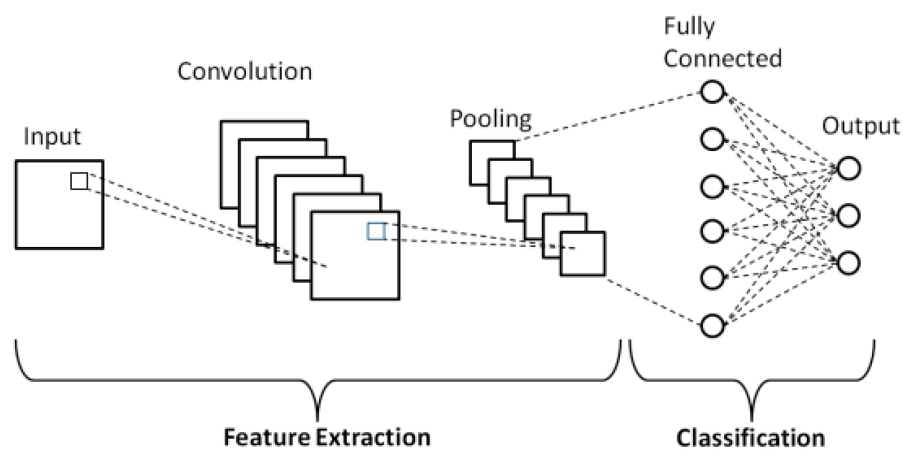 Fully
Connected
Convolution
Pooling
Input
Output
Feature Extraction
Classification